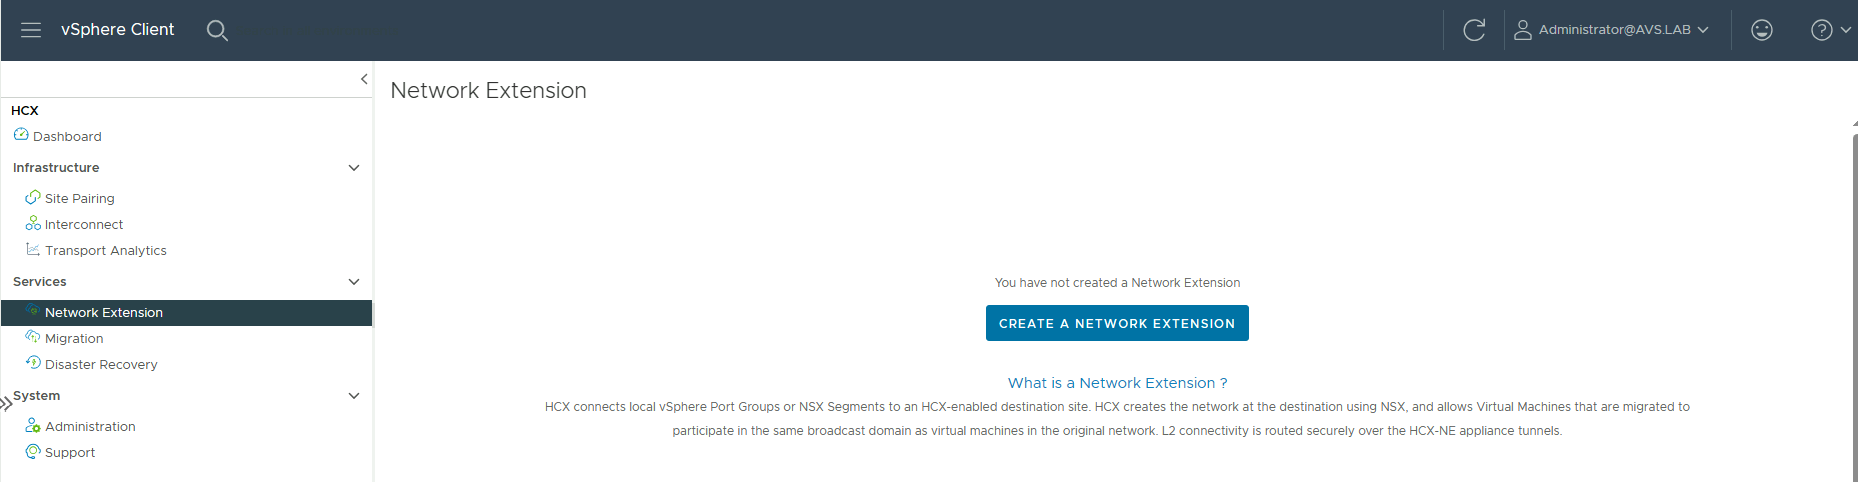 vSphere Client
Administrator@AVS.LAB
HCX
Dashboard
Infrastructure
Site Pairing
Interconnect
Transport Analytics
Services
Network Extension
Migration
Disaster Recovery
System
Administration
Support
Network Extension
You have not created a Network Extension
CREATE A NETWORK EXTENSION
What is a Network Extension ?
HCX connects local vSphere Port Groups or NSX Segments to an HCX-enabled destination site. HCX creates the network at the destination using NSX, and allows Virtual Machines that are migrated to
participate in the same broadcast domain as virtual machines in the original network. L2 connectivity is routed securely over the HCX-NE appliance tunnels.